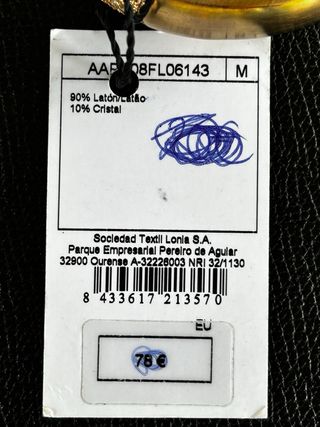 M
90% Latón/Latão
10% Cristal
Sociedad Textil Lonia S.A.
Parque Empresarial Pereiro de Aguiar
32900 Ourense A-32226003 NRI 32/1130
8 433617 213570
EU
78 €